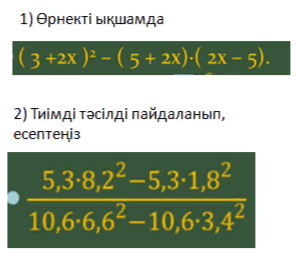 1) Өрнекті ықшамда
( 3 +2x )² – ( 5 + 2x)·( 2x – 5).
2) Тиімді тәсілді пайдаланып,
есептеңіз
5,3·8,2²–5,3·1,8²
10,6·6,6²–10,6·3,4²